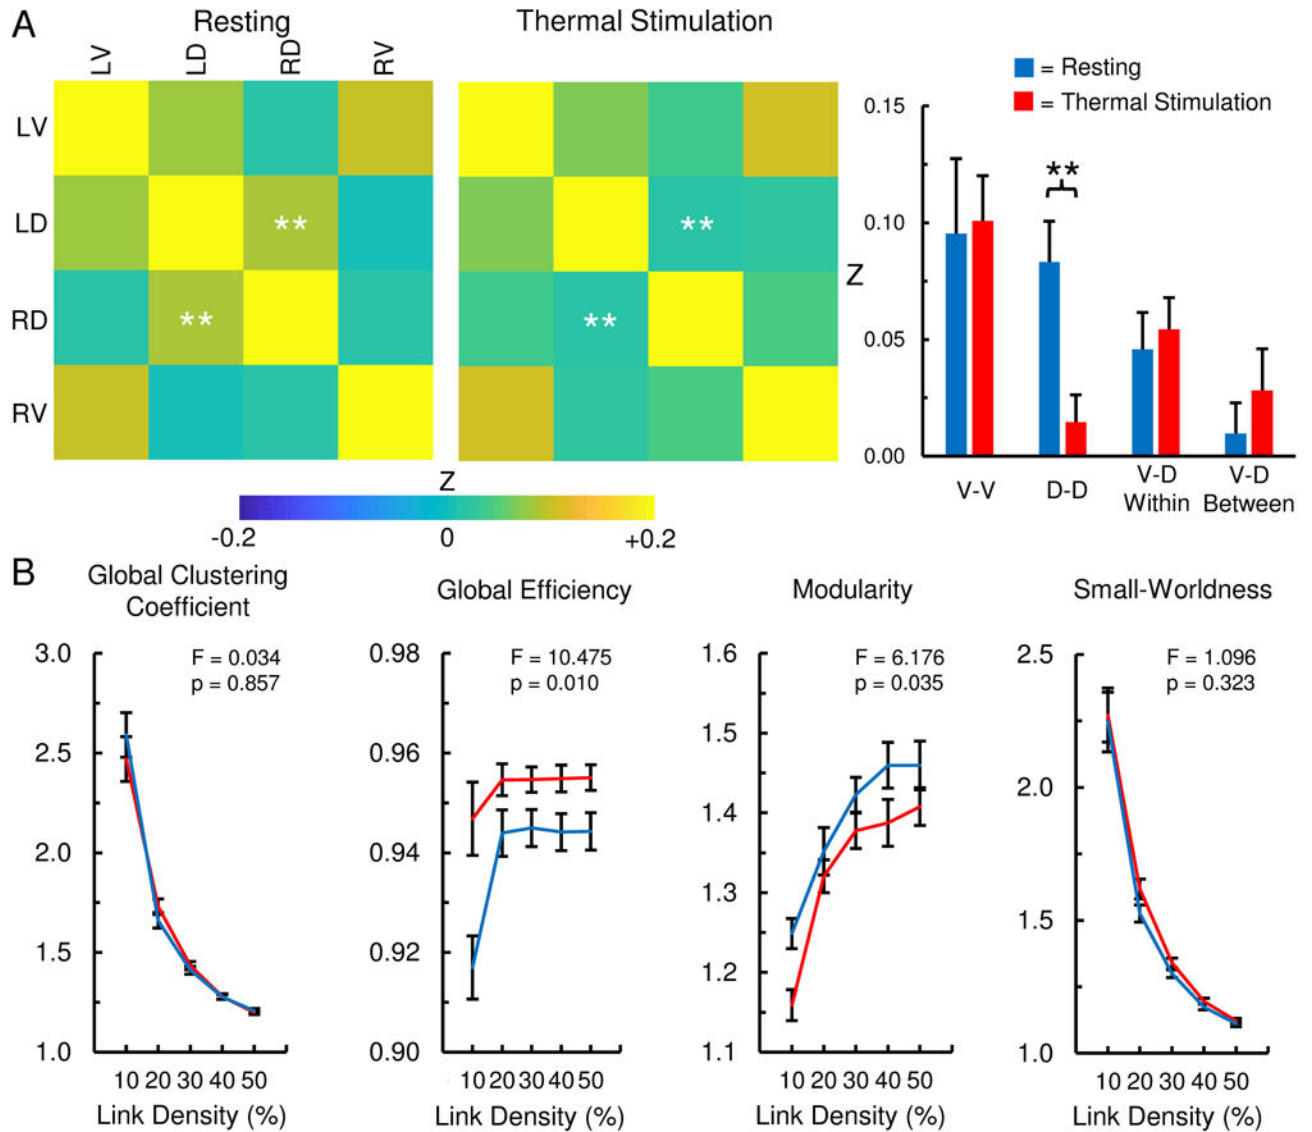 A
Resting
Thermal Stimulation
LV
LD
RD
RV
LV
LD
RD
RV
**
**
**
**
Z
-0.2
0
+0.2
= Resting
= Thermal Stimulation
0.15
0.10
0.05
0.00
Z
**
V-V
D-D
V-D
Within
V-D
Between
B
Global Clustering
Coefficient
F = 0.034
p = 0.857
3.0
2.5
2.0
1.5
1.0
10 20 30 40 50
Link Density (%)
Global Efficiency
F = 10.475
p = 0.010
0.98
0.96
0.94
0.92
0.90
10 20 30 40 50
Link Density (%)
Modularity
F = 6.176
p = 0.035
1.6
1.5
1.4
1.3
1.2
1.1
10 20 30 40 50
Link Density (%)
Small-Worldness
F = 1.096
p = 0.323
2.5
2.0
1.5
1.0
10 20 30 40 50
Link Density (%)